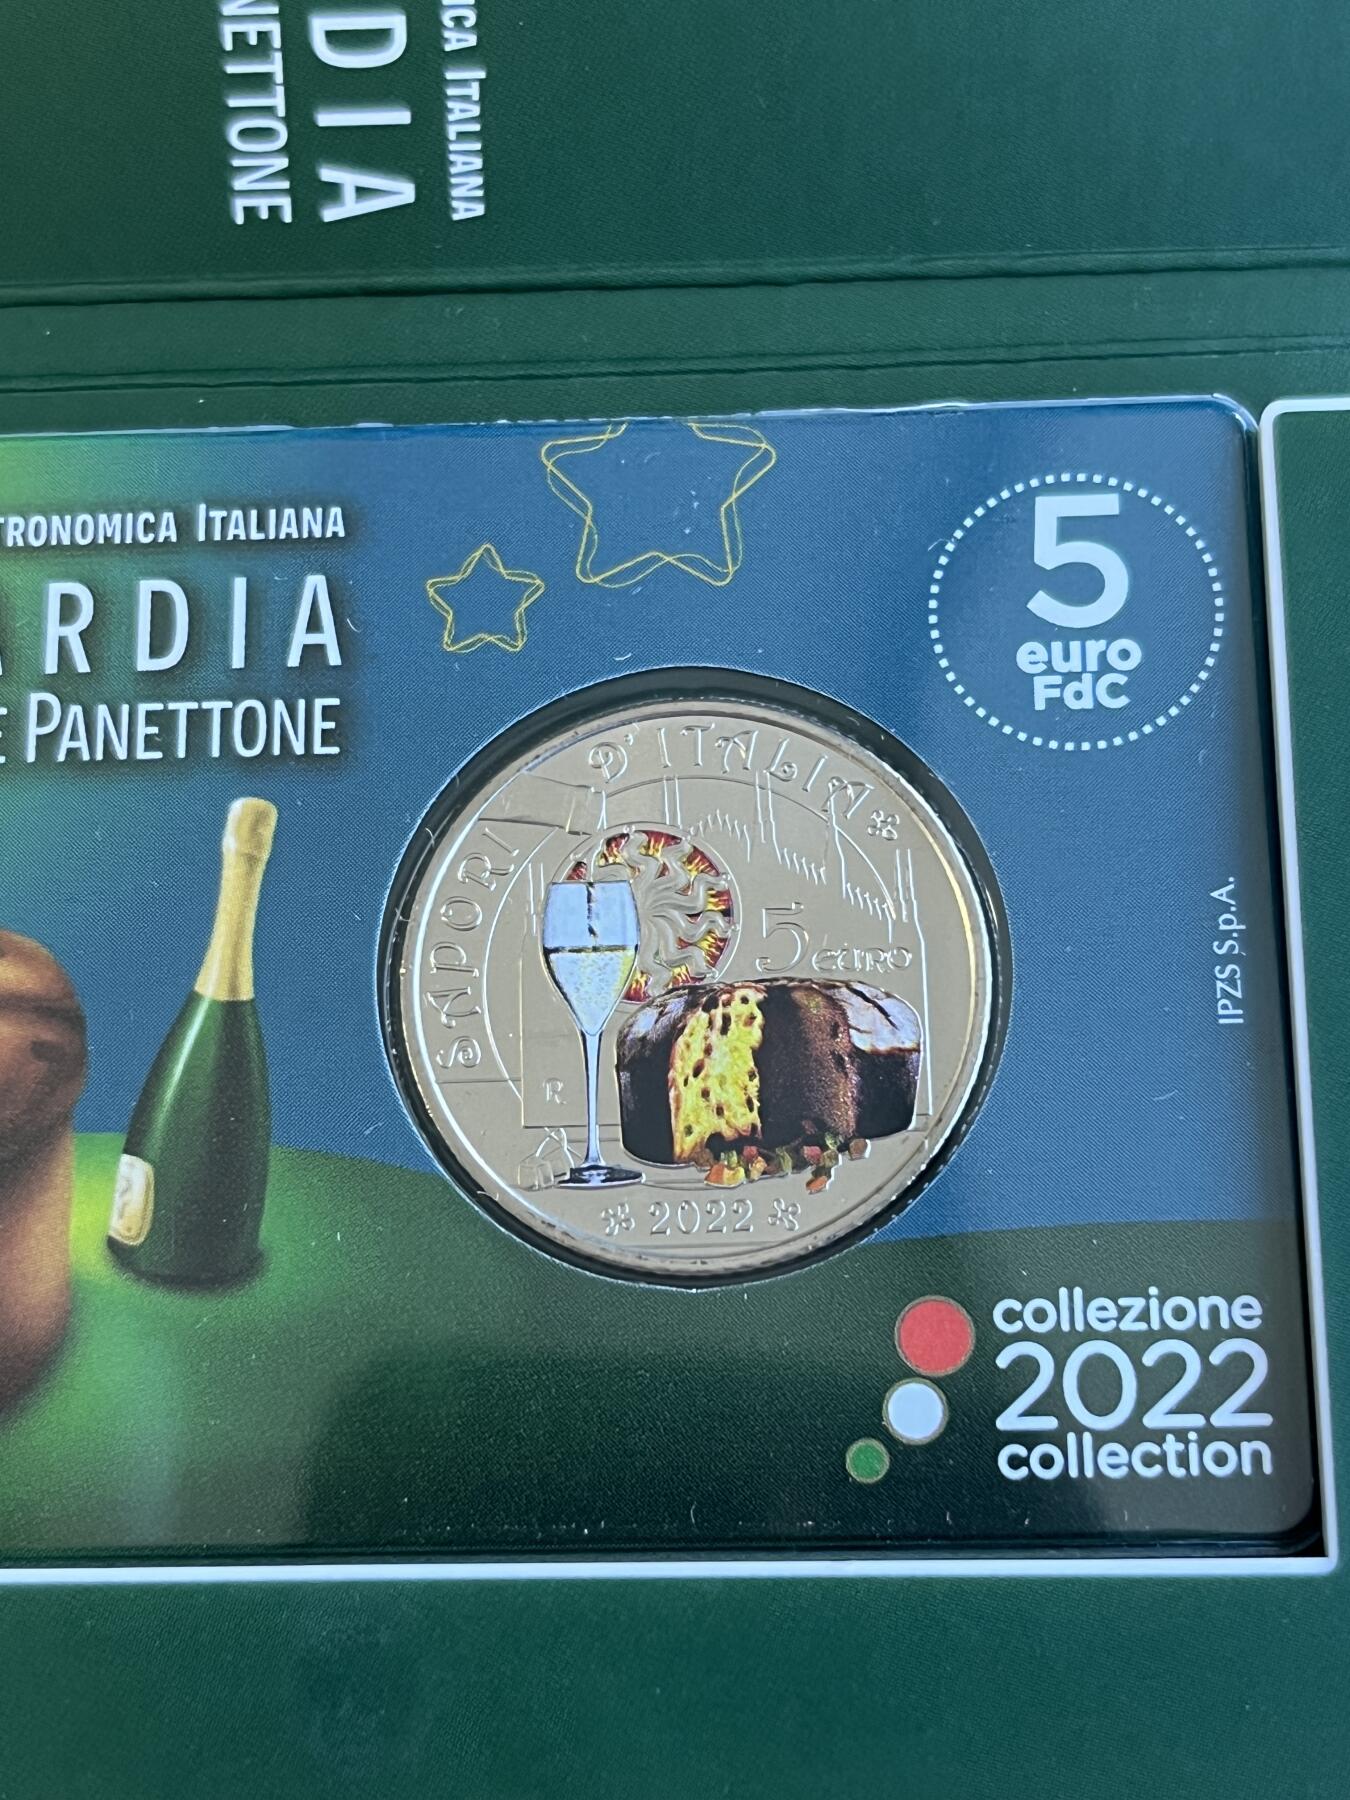 ICA ITALIANA
DIA
NETTONE
TRONOMICA ITALIANA
ARDIA
E PANETTONE
5
euro
FdC
SAPORI D'ITALIA
5
EURO
R
2022
IPZS S.p.A.
collezione
2022
collection